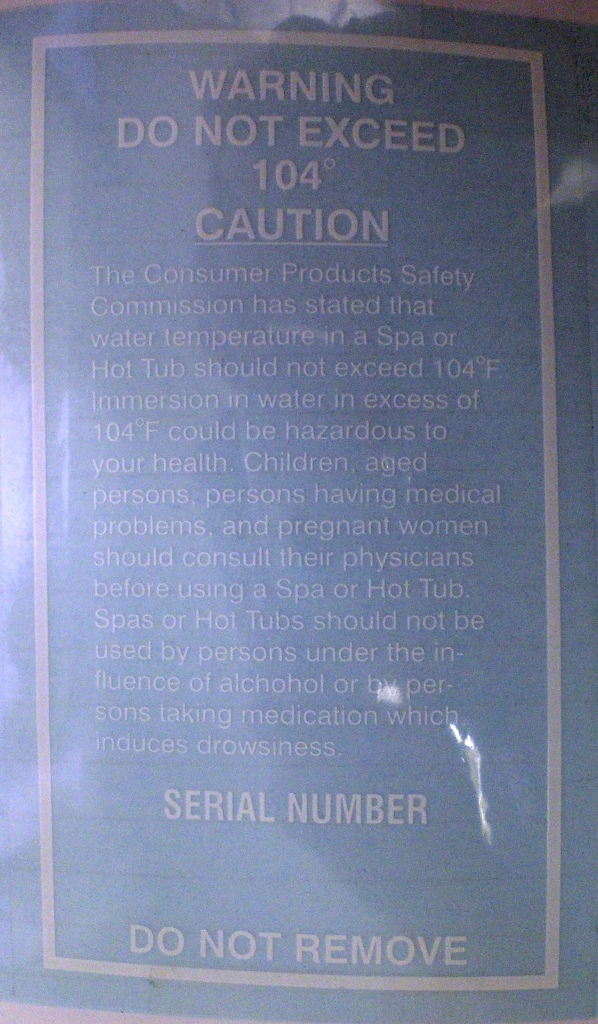 WARNING
DO NOT EXCEED
104°
CAUTION
The Consumer Products Safety
Commission has stated that
water temperature in a Spa or
Hot Tub should not exceed 104°F.
Immersion in water in excess of
104°F could be hazardous to
your health. Children, aged
persons, persons having medical
problems, and pregnant women
should consult their physicians
before using a Spa or Hot Tub.
Spas or Hot Tubs should not be
used by persons under the in-
fluence of alchohol or by per-
sons taking medication which
induces drowsiness.
SERIAL NUMBER
DO NOT REMOVE